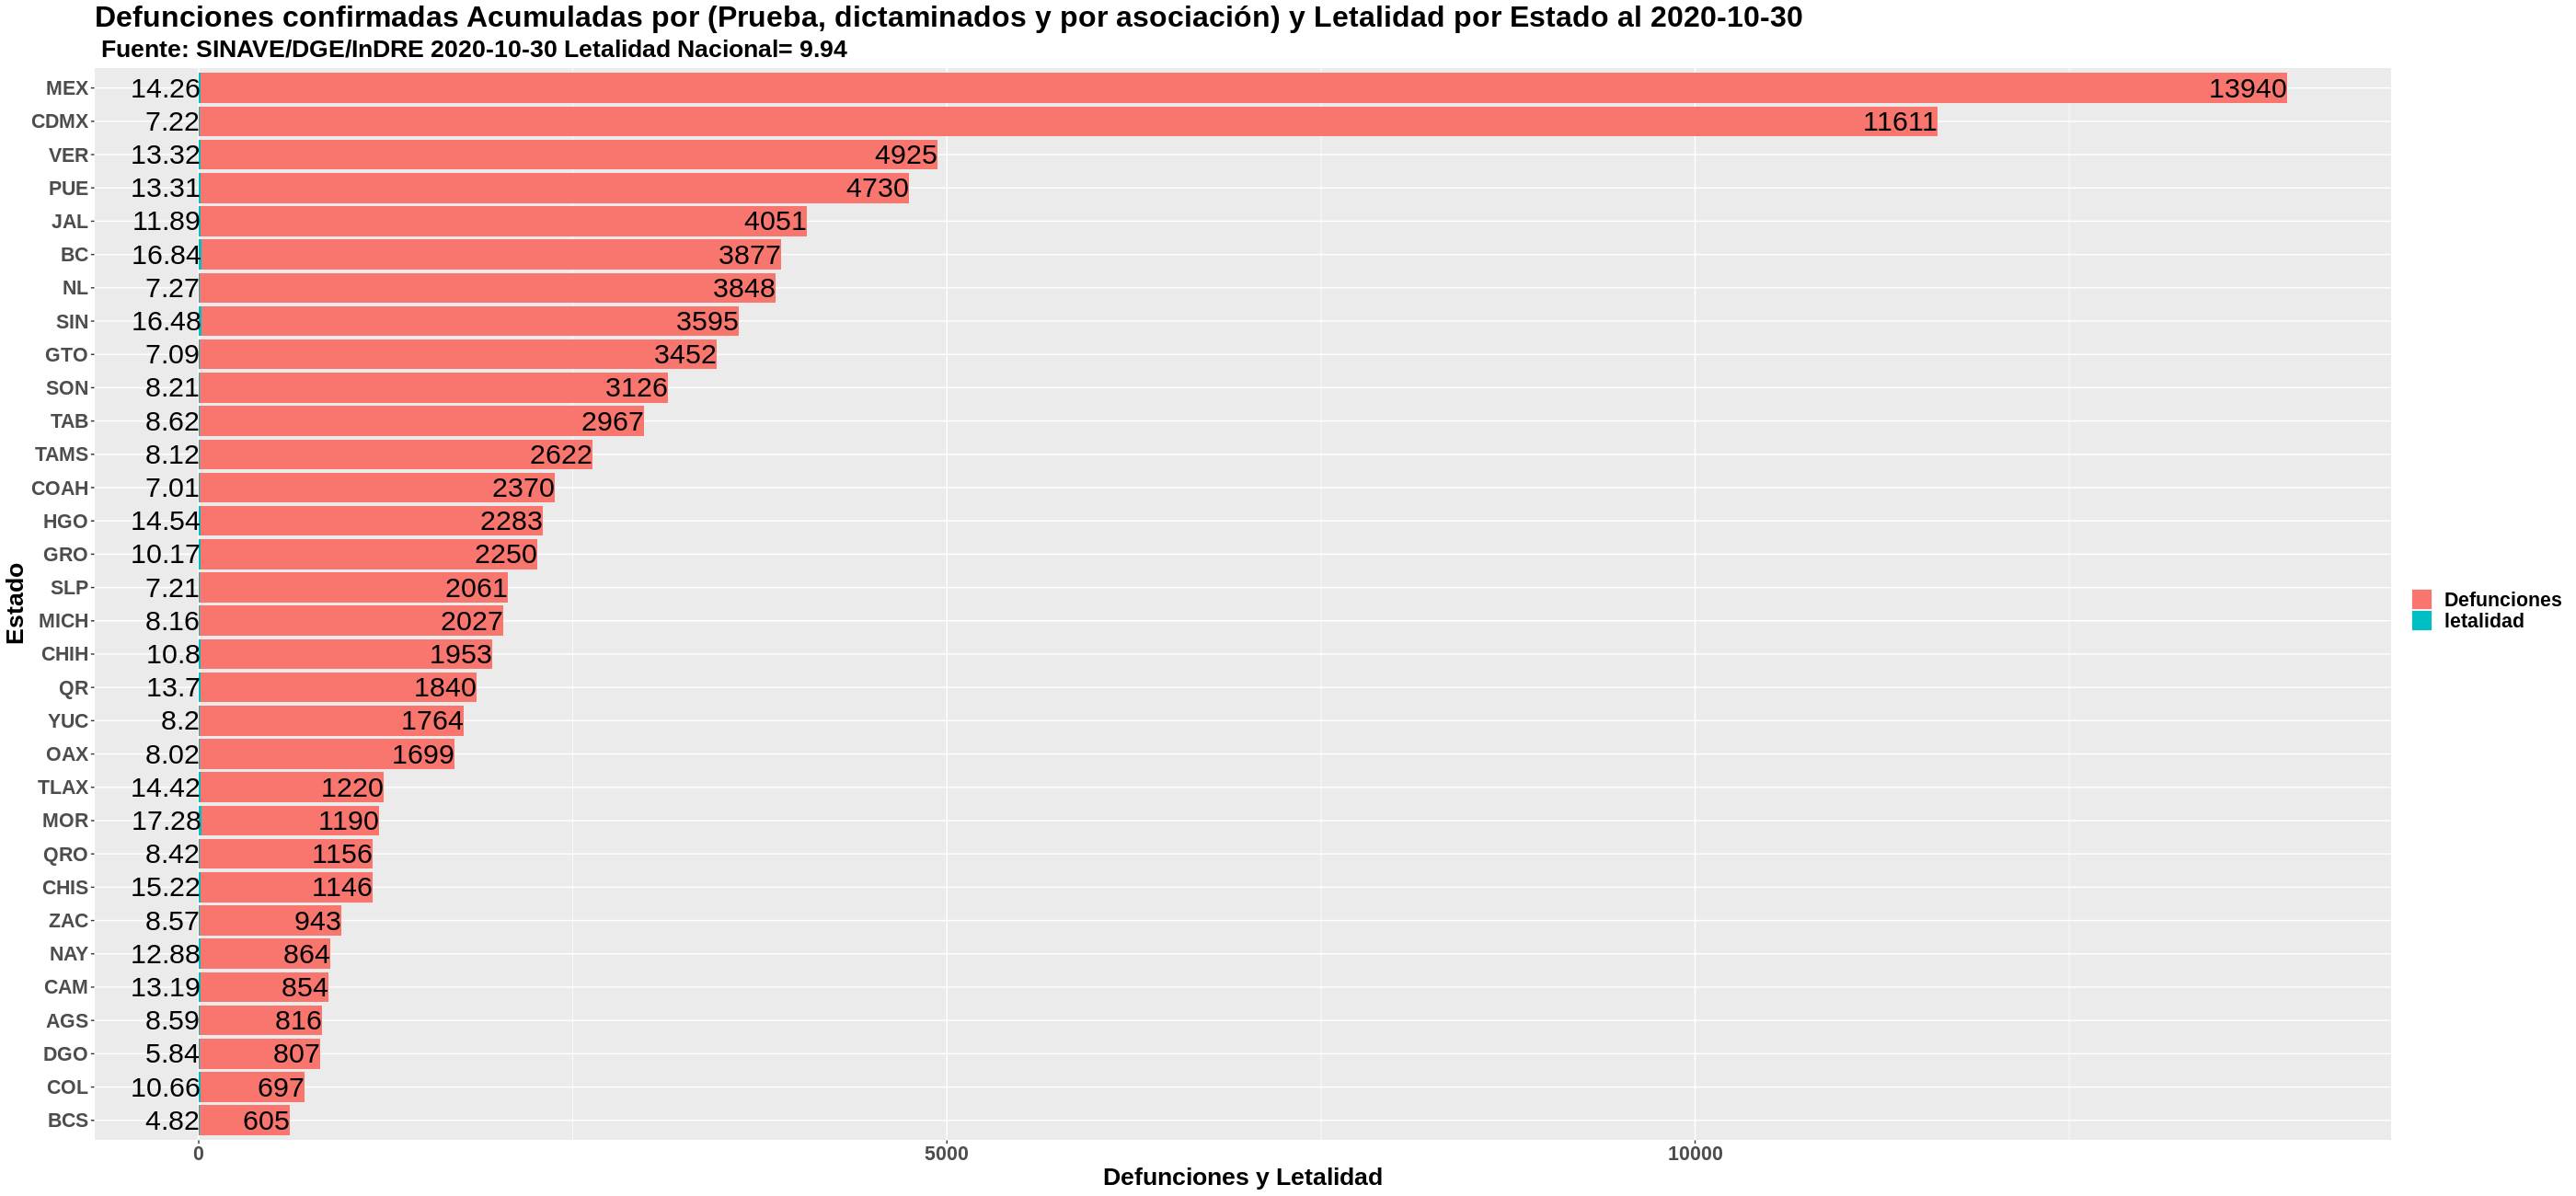 Defunciones confirmadas Acumuladas por (Prueba, dictaminados y por asociación) y Letalidad por Estado al 2020-10-30
Fuente: SINAVE/DGE/InDRE 2020-10-30 Letalidad Nacional= 9.94
MEX 14.26 13940
CDMX 7.22 11611
VER 13.32 4925
PUE 13.31 4730
JAL 11.89 4051
BC 16.84 3877
NL 7.27 3848
SIN 16.48 3595
GTO 7.09 3452
SON 8.21 3126
TAB 8.62 2967
TAMS 8.12 2622
COAH 7.01 2370
HGO 14.54 2283
GRO 10.17 2250
SLP 7.21 2061
MICH 8.16 2027
CHIH 10.8 1953
QR 13.7 1840
YUC 8.2 1764
OAX 8.02 1699
TLAX 14.42 1220
MOR 17.28 1190
QRO 8.42 1156
CHIS 15.22 1146
ZAC 8.57 943
NAY 12.88 864
CAM 13.19 854
AGS 8.59 816
DGO 5.84 807
COL 10.66 697
BCS 4.82 605
0 5000 10000
Defunciones y Letalidad
Estado
Defunciones
letalidad